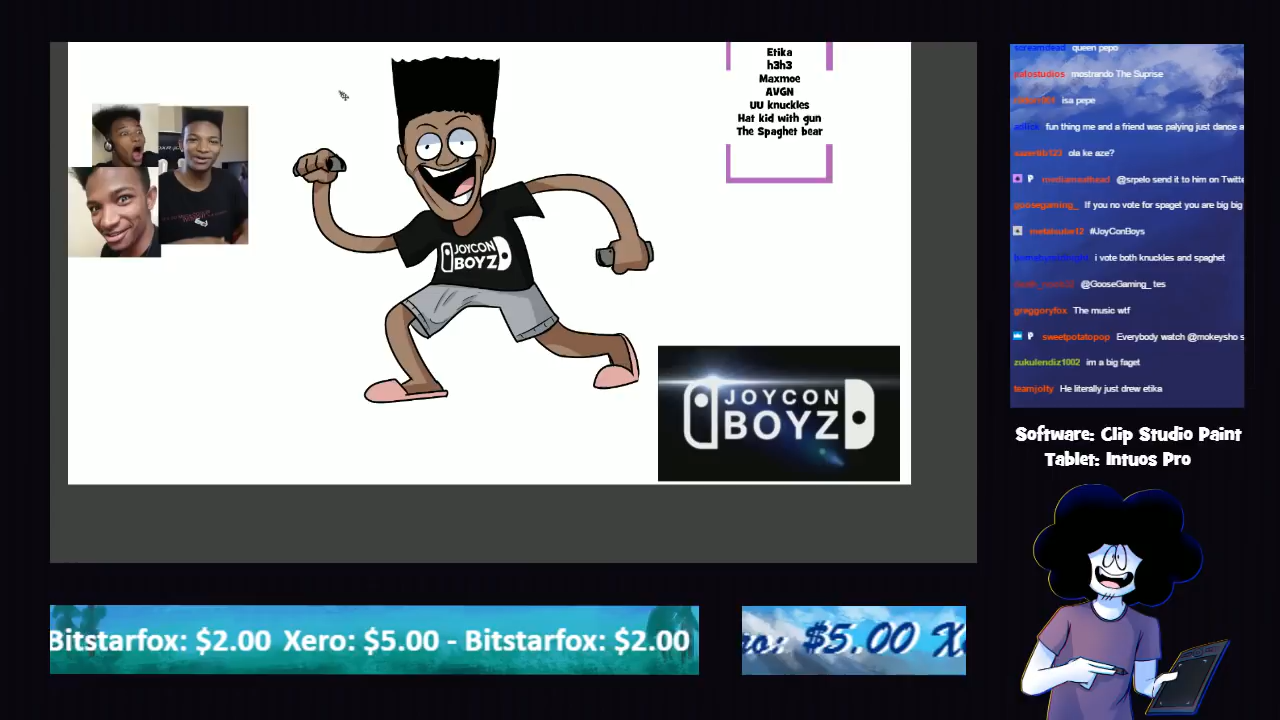 Etika
h3h3
Maxmoe
AVGN
UU knuckles
Hat kid with gun
The Spaghet bear
JOYCON
BOYZ
JOYCON
BOYZ
queen pepo
mostrando The Suprise
isa pepe
fun thing me and a friend was palying just dance a
ola ke aze?
@srpelo send it to him on Twitte
goosegaming_ If you no vote for spaget you are big big
#JoyConBoys
i vote both knuckles and spaghet
@GooseGaming_ tes
greggoryfox The music wtf
sweetpotatopop Everybody watch @mokeysho s
zukulendiz1002 im a big faget
teamjolty He literally just drew etika
Software: Clip Studio Paint
Tablet: Intuos Pro
Bitstarfox: $2.00 Xero: $5.00 - Bitstarfox: $2.00
ro: $5.00 X